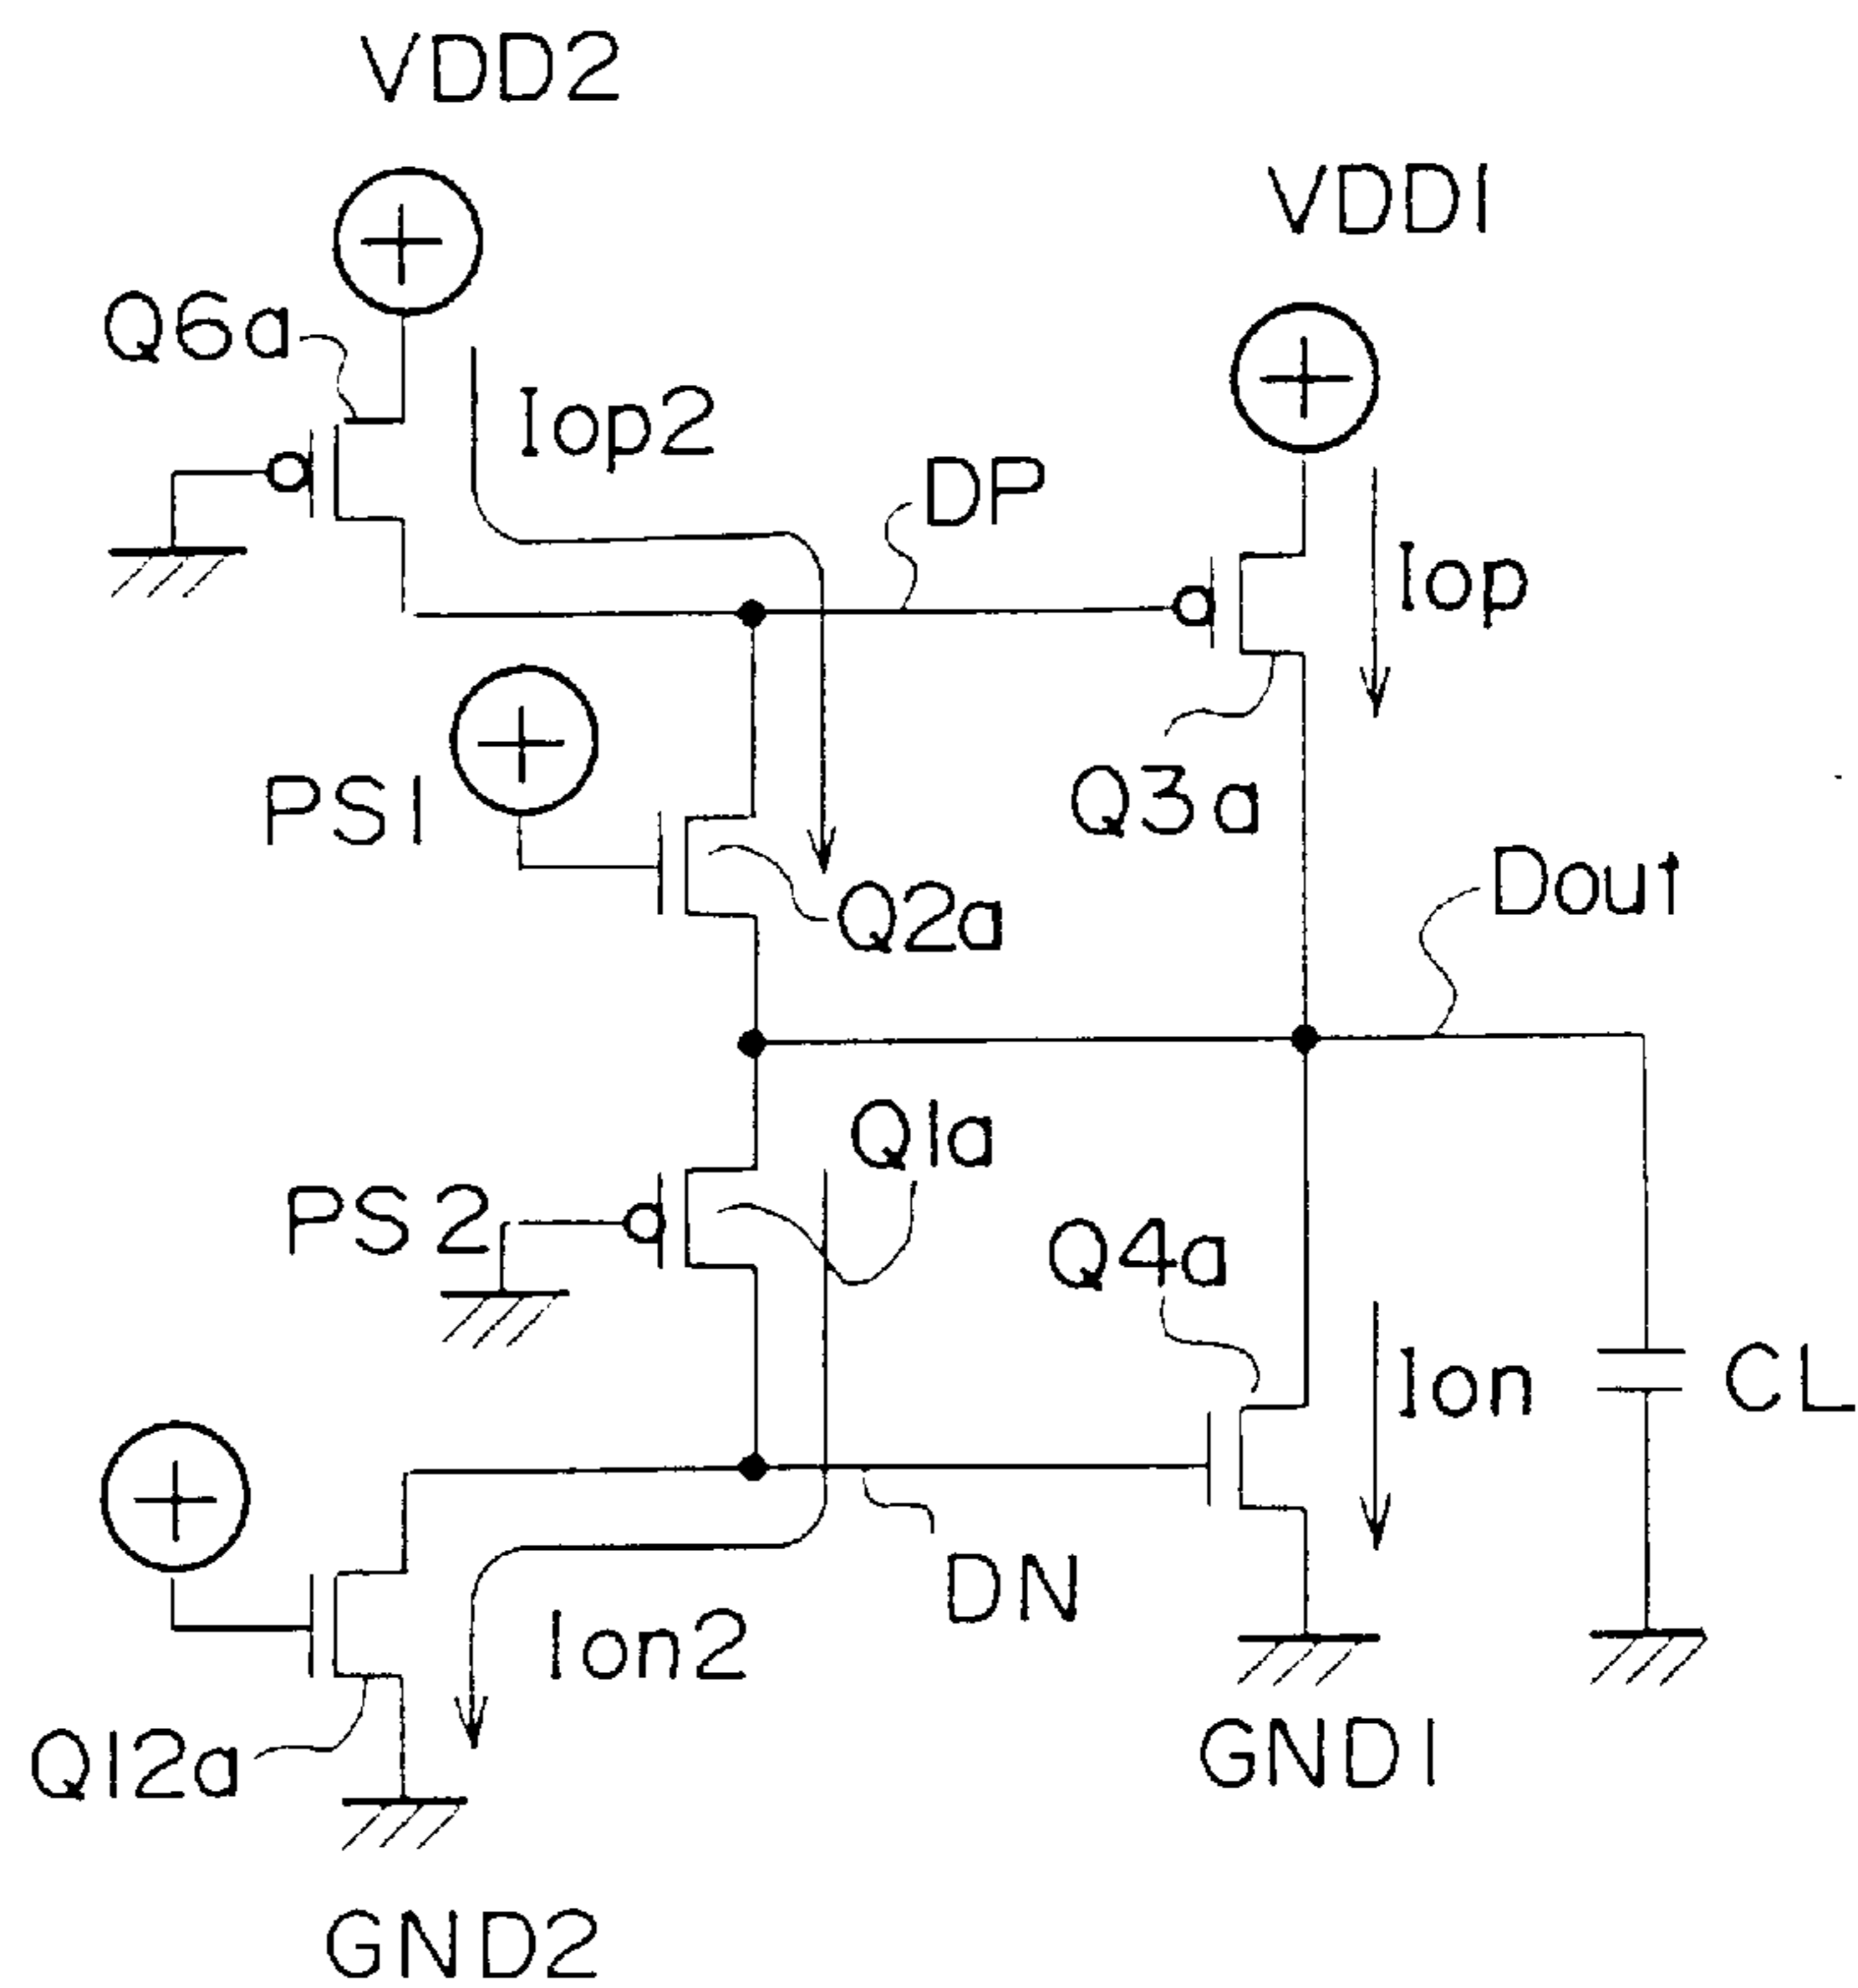 VDD2
VDD1
Q6a
Iop2
DP
Iop
PS1
Q3a
Dout
Q2a
Q1a
PS2
Q4a
Ion
CL
DN
Ion2
Q12a
GND1
GND2